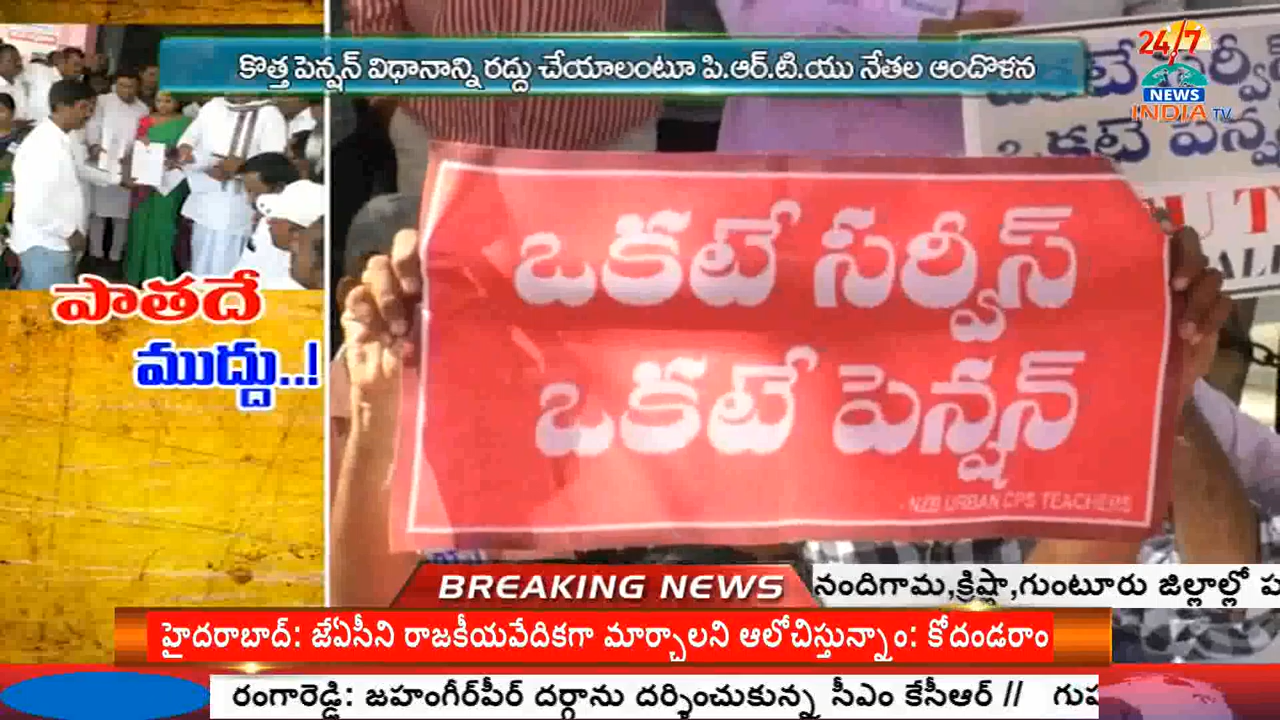 కొత్త పెన్షన్ విధానాన్ని రద్దు చేయాలంటూ పి.ఆర్.టి.యు నేతల ఆందొళన
24/7
NEWS
INDIA TV
ఒకటే పెన్ష
పాతదే
ముద్దు..!
ఒకటే సర్వీస్
ఒకటే పెన్షన్
- NZB URBAN CPS TEACHERS
BREAKING NEWS
నందిగామ,క్రిష్ణా,గుంటూరు జిల్లాల్లో
హైదరాబాద్: జేఏసీని రాజకీయవేదికగా మార్చాలని ఆలోచిస్తున్నాం: కోదండరాం
రంగారెడ్డి: జహంగీర్‌పీర్ దర్గాను దర్శించుకున్న సీఎం కేసీఆర్ //